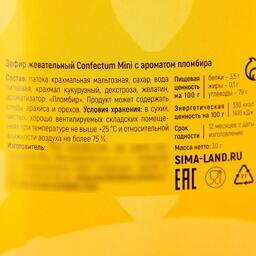 Зефир жевательный Confectum Mini с ароматом пломбира
Состав: патока крахмальная мальтозная, сахар, вода
питьевая, крахмал кукурузный, декстроза, желатин,
ароматизатор: «Пломбир». Продукт может содержать
следы арахиса и орехов. Условия хранения: в сухих,
чистых, хорошо вентилируемых складских помеще-
ниях при температуре не выше +25 °C и относительной
влажности воздуха не более 75 %.
Пищевая
ценность
на 100 г
белки - 3,5 г
жиры - 0,1 г
углеводы - 79 г
Энергетическая
ценность на 100 г
330 ккал
1400 кДж
Срок
годности
12 месяцев с даты
изготовления
Масса нетто
30 г
SIMA-LAND.RU
EAC
21